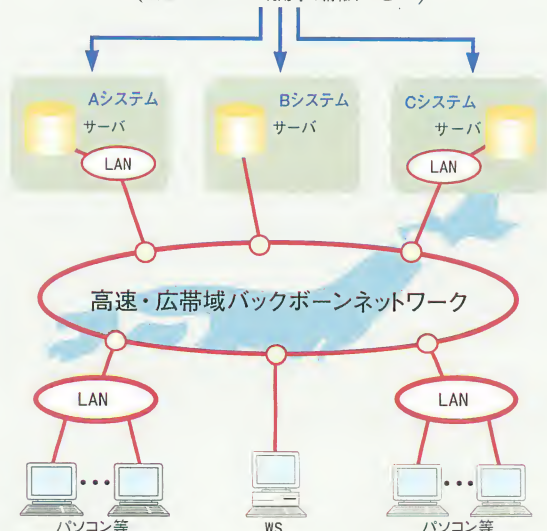 Aシステム
Bシステム
Cシステム
サーバ
サーバ
サーバ
LAN
LAN
高速・広帯域バックボーンネットワーク
LAN
LAN
パソコン等
WS
パソコン等